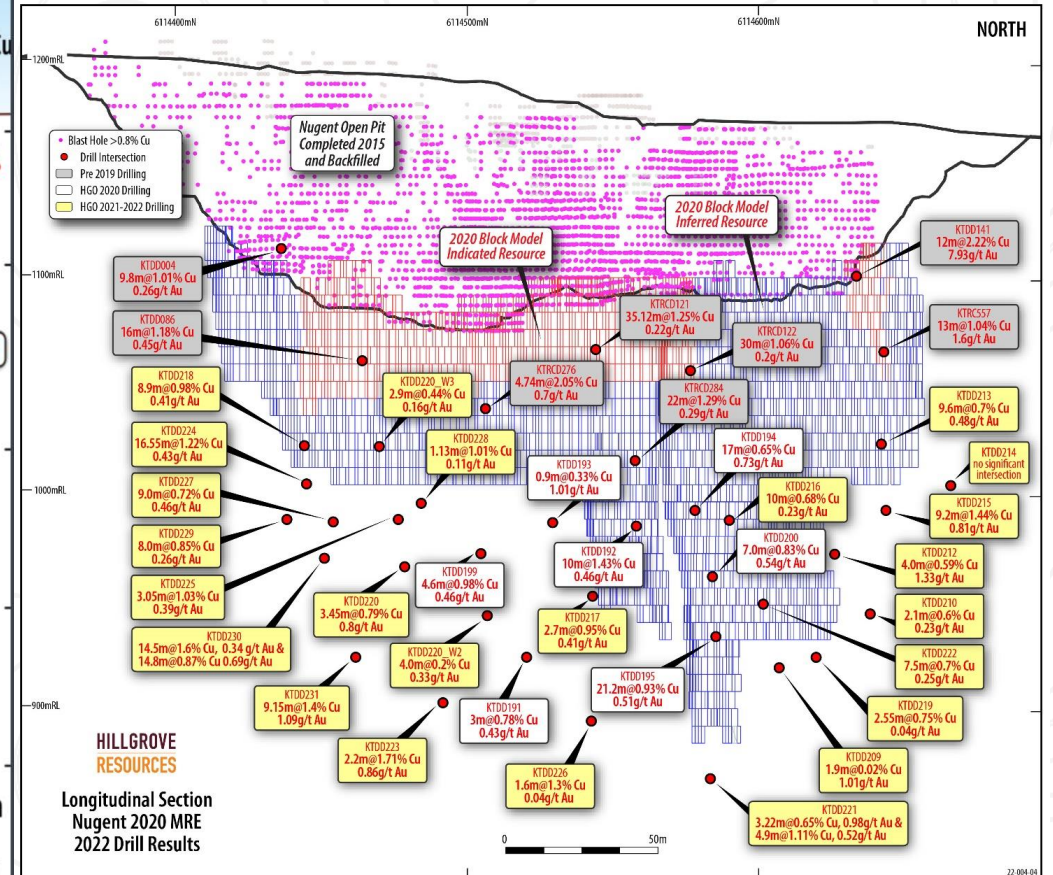 6114400mN
6114500mN
6114600mN
NORTH
1200mRL
Blast Hole >0.8% Cu
Drill Intersection
Pre 2019 Drilling
HGO 2020 Drilling
HGO 2021-2022 Drilling
Nugent Open Pit
Completed 2015
and Backfilled
2020 Block Model
Inferred Resource
2020 Block Model
Indicated Resource
KTDD141
12m@2.22% Cu
7.93g/t Au
KTDD004
9.8m@1.01% Cu
0.26g/t Au
1100mRL
KTDD086
16m@1.18% Cu
0.45g/t Au
KTRCD121
35.12m@1.25% Cu
0.22g/t Au
KTRCD122
30m@1.06% Cu
0.2g/t Au
KTRC557
13m@1.04% Cu
1.6g/t Au
KTDD218
8.9m@0.98% Cu
0.41g/t Au
KTDD220_W3
2.9m@0.44% Cu
0.16g/t Au
KTRCD276
4.74m@2.05% Cu
0.7g/t Au
KTRCD284
22m@1.29% Cu
0.29g/t Au
KTDD213
9.6m@0.7% Cu
0.48g/t Au
KTDD224
16.55m@1.22% Cu
0.43g/t Au
KTDD228
1.13m@1.01% Cu
0.11g/t Au
KTDD193
0.9m@0.33% Cu
1.01g/t Au
KTDD194
17m@0.65% Cu
0.73g/t Au
KTDD214
no significant
intersection
KTDD227
9.0m@0.72% Cu
0.46g/t Au
1000mRL
KTDD216
10m@0.68% Cu
0.23g/t Au
KTDD215
9.2m@1.44% Cu
0.81g/t Au
KTDD229
8.0m@0.85% Cu
0.26g/t Au
KTDD192
10m@1.43% Cu
0.46g/t Au
KTDD200
7.0m@0.83% Cu
0.54g/t Au
KTDD212
4.0m@0.59% Cu
1.33g/t Au
KTDD225
3.05m@1.03% Cu
0.39g/t Au
KTDD199
4.6m@0.98% Cu
0.46g/t Au
KTDD220
3.45m@0.79% Cu
0.8g/t Au
KTDD217
2.7m@0.95% Cu
0.41g/t Au
KTDD210
2.1m@0.6% Cu
0.23g/t Au
KTDD230
14.5m@1.6% Cu, 0.34 g/t Au &
14.8m@0.87% Cu 0.69g/t Au
KTDD220_W2
4.0m@0.2% Cu
0.33g/t Au
KTDD222
7.5m@0.7% Cu
0.25g/t Au
KTDD231
9.15m@1.4% Cu
1.09g/t Au
KTDD195
21.2m@0.93% Cu
0.51g/t Au
KTDD191
3m@0.78% Cu
0.43g/t Au
900mRL
KTDD219
2.55m@0.75% Cu
0.04g/t Au
KTDD223
2.2m@1.71% Cu
0.86g/t Au
KTDD209
1.9m@0.02% Cu
1.01g/t Au
KTDD226
1.6m@1.3% Cu
0.04g/t Au
KTDD221
3.22m@0.65% Cu, 0.98g/t Au &
4.9m@1.11% Cu, 0.52g/t Au
HILLGROVE
RESOURCES
Longitudinal Section
Nugent 2020 MRE
2022 Drill Results
0 50m
22-004-04